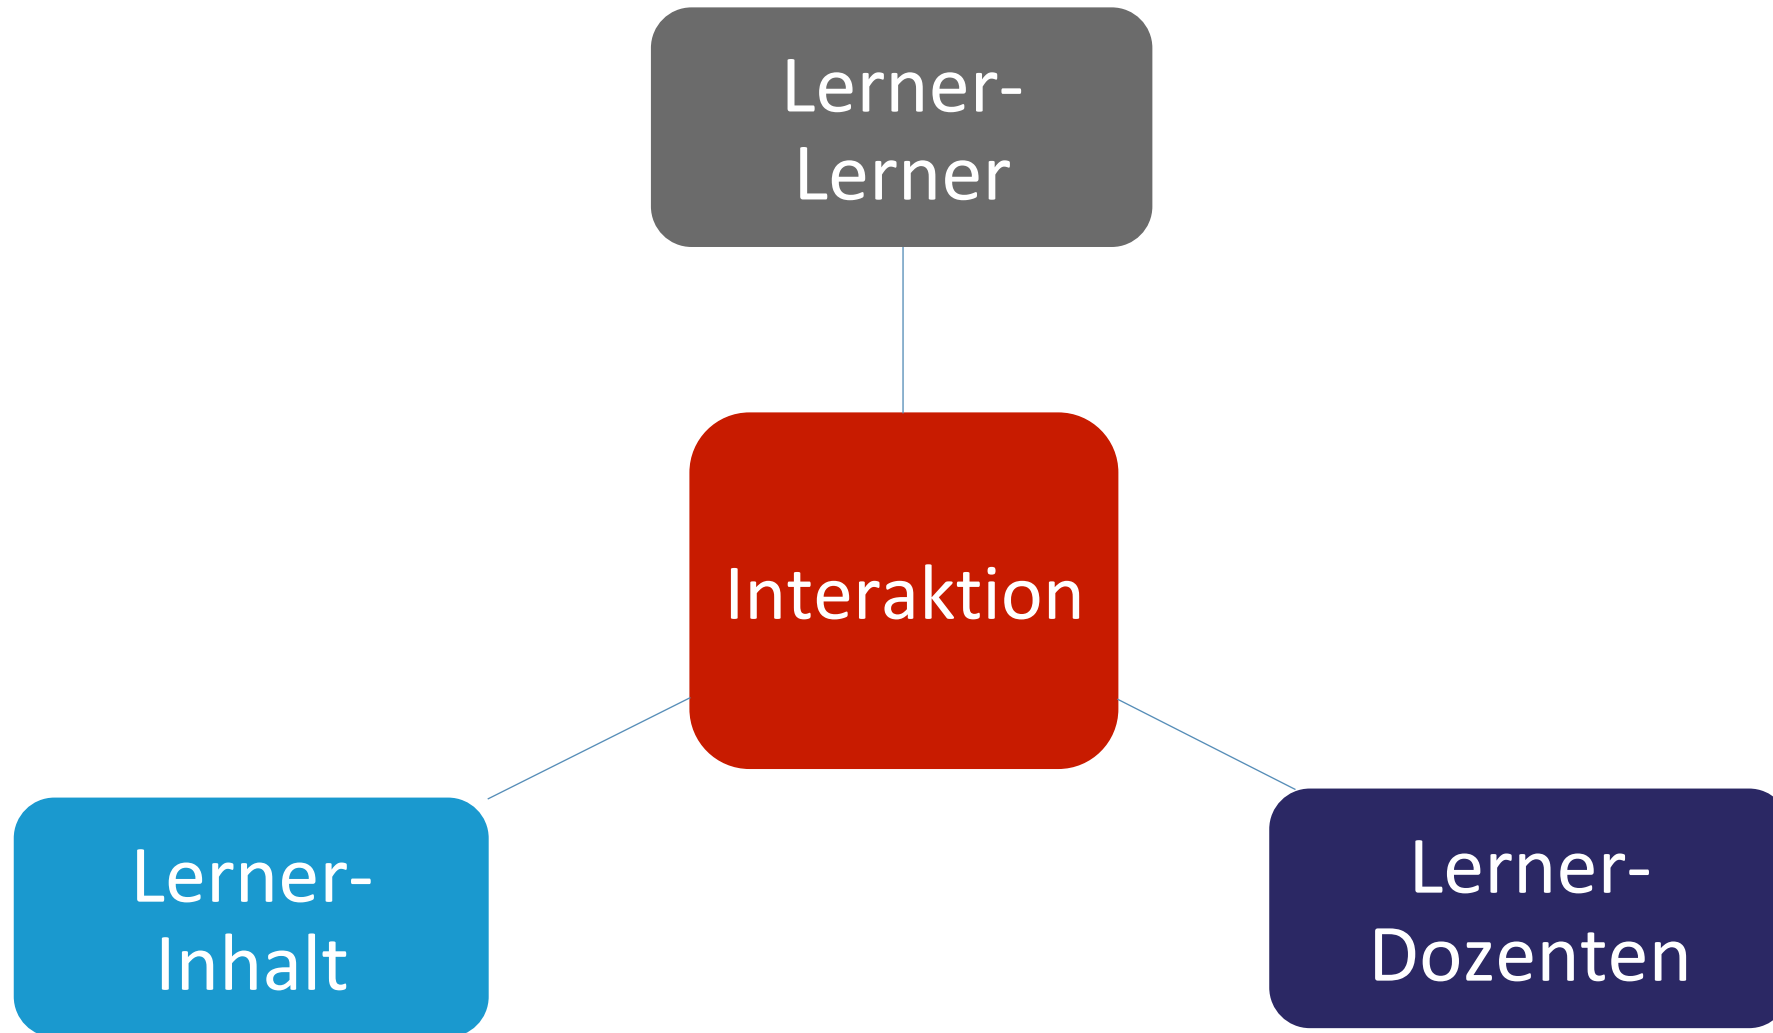 Lerner-
Lerner
Interaktion
Lerner-
Inhalt
Lerner-
Dozenten